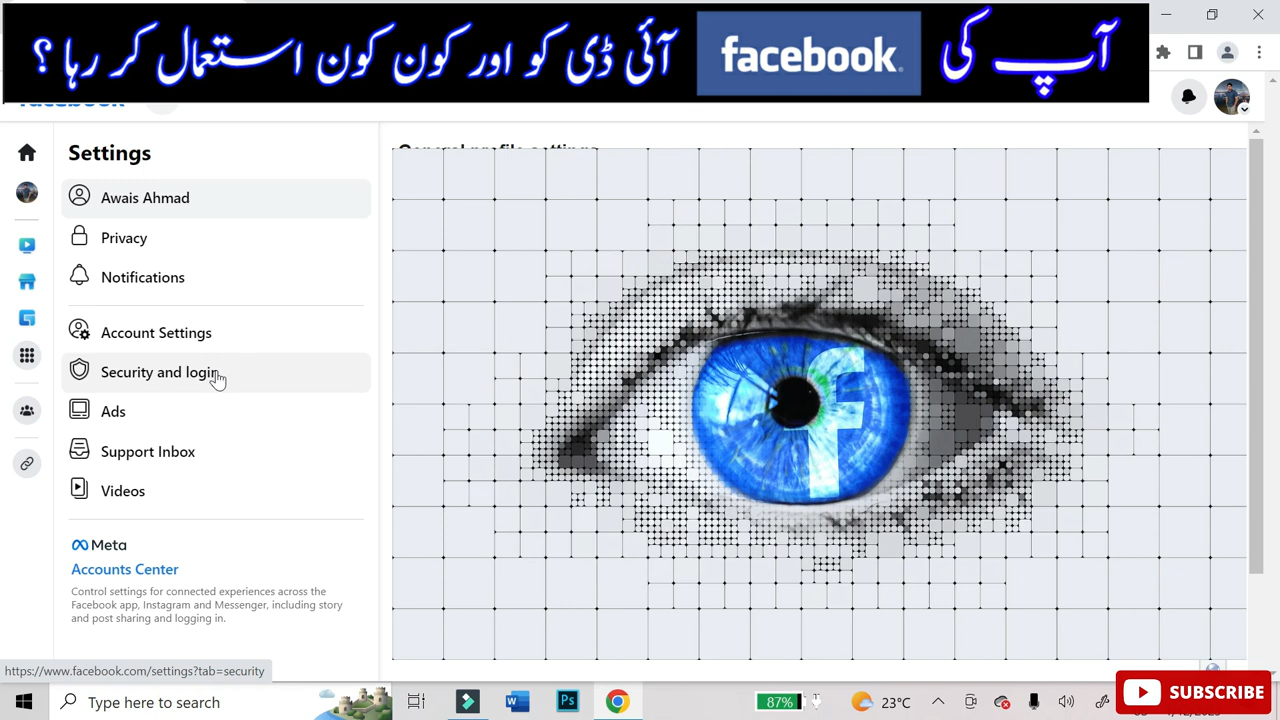 آپ کی facebook. آئی ڈی کو اور کون کون استعمال کر رہا ؟
Settings
General profile settings
Awais Ahmad
Privacy
Notifications
Account Settings
Security and login
Ads
Support Inbox
Videos
Meta
Accounts Center
Control settings for connected experiences across the
Facebook app, Instagram and Messenger, including story
and post sharing and logging in.
https://www.facebook.com/settings?tab=security
Type here to search
87%
23°C
SUBSCRIBE